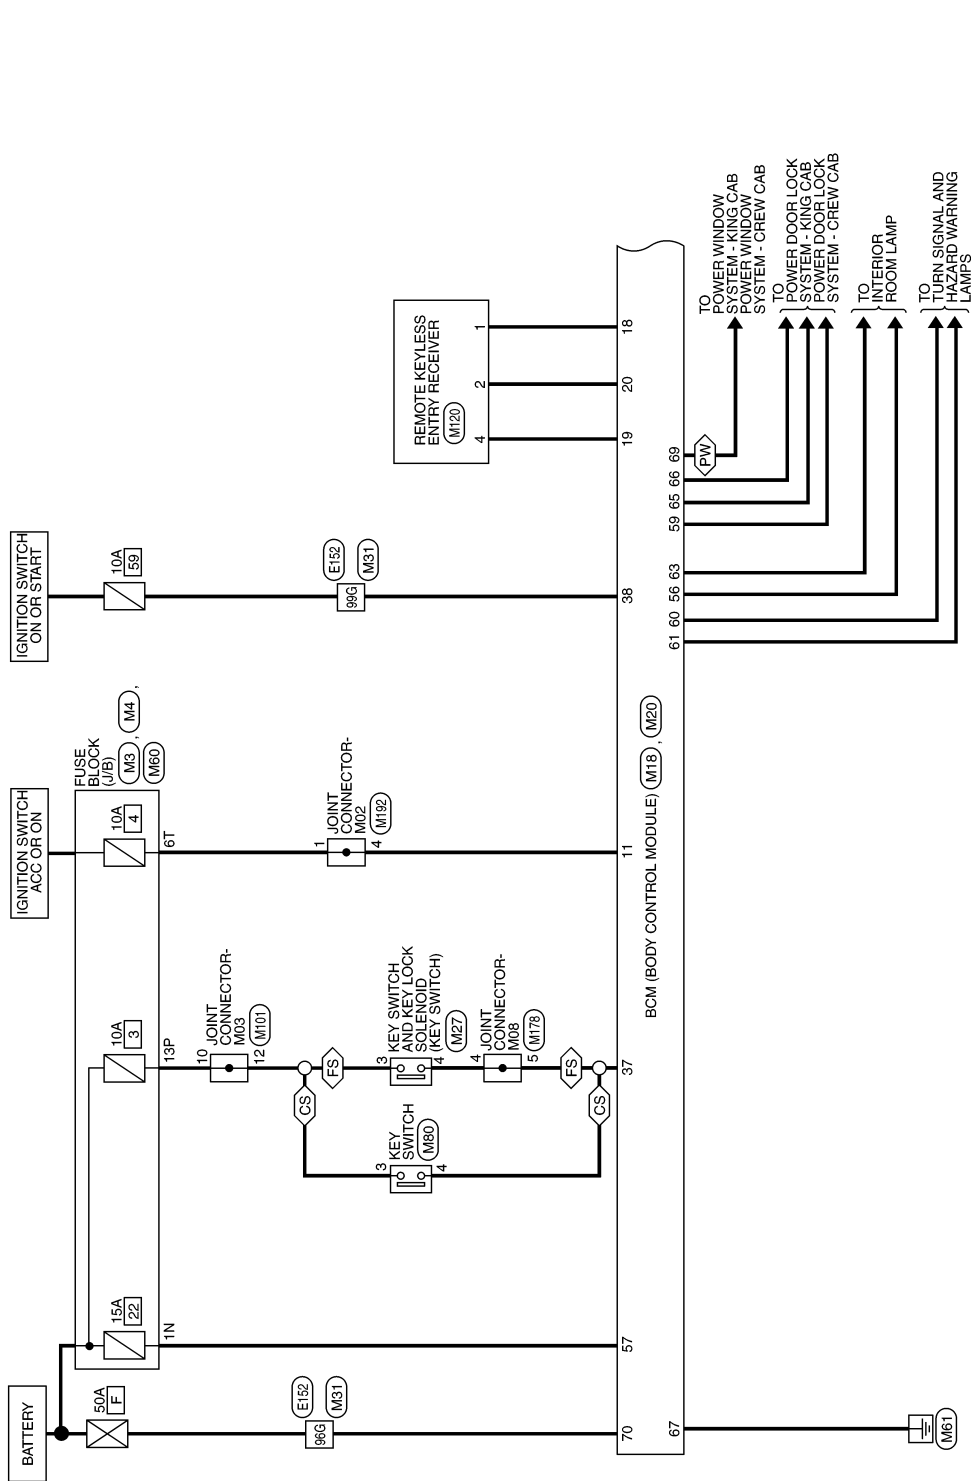 BATTERY
50A
F
E152
96G
M31
70
67
M61
15A
22
1N
57
10A
3
13P
10
JOINT
CONNECTOR-
M03
M101
12
CS
FS
3
KEY
SWITCH
M80
4
3
KEY SWITCH
AND KEY LOCK
SOLENOID
(KEY SWITCH)
M27
4
4
JOINT
CONNECTOR-
M08
M178
5
FS
CS
37
IGNITION SWITCH
ACC OR ON
FUSE
BLOCK
(J/B)
M3 , M4 ,
M60
10A
4
6T
1
JOINT
CONNECTOR-
M02
M192
4
11
BCM (BODY CONTROL MODULE) M18 , M20
IGNITION SWITCH
ON OR START
10A
59
E152
99G
M31
38
REMOTE KEYLESS
ENTRY RECEIVER
M120
4
2
1
19
20
18
61
60
56
63
59
65
66
69
PW
TO
POWER WINDOW
SYSTEM - KING CAB
POWER WINDOW
SYSTEM - CREW CAB
TO
POWER DOOR LOCK
SYSTEM - KING CAB
POWER DOOR LOCK
SYSTEM - CREW CAB
TO
INTERIOR
ROOM LAMP
TO
TURN SIGNAL AND
HAZARD WARNING
LAMPS